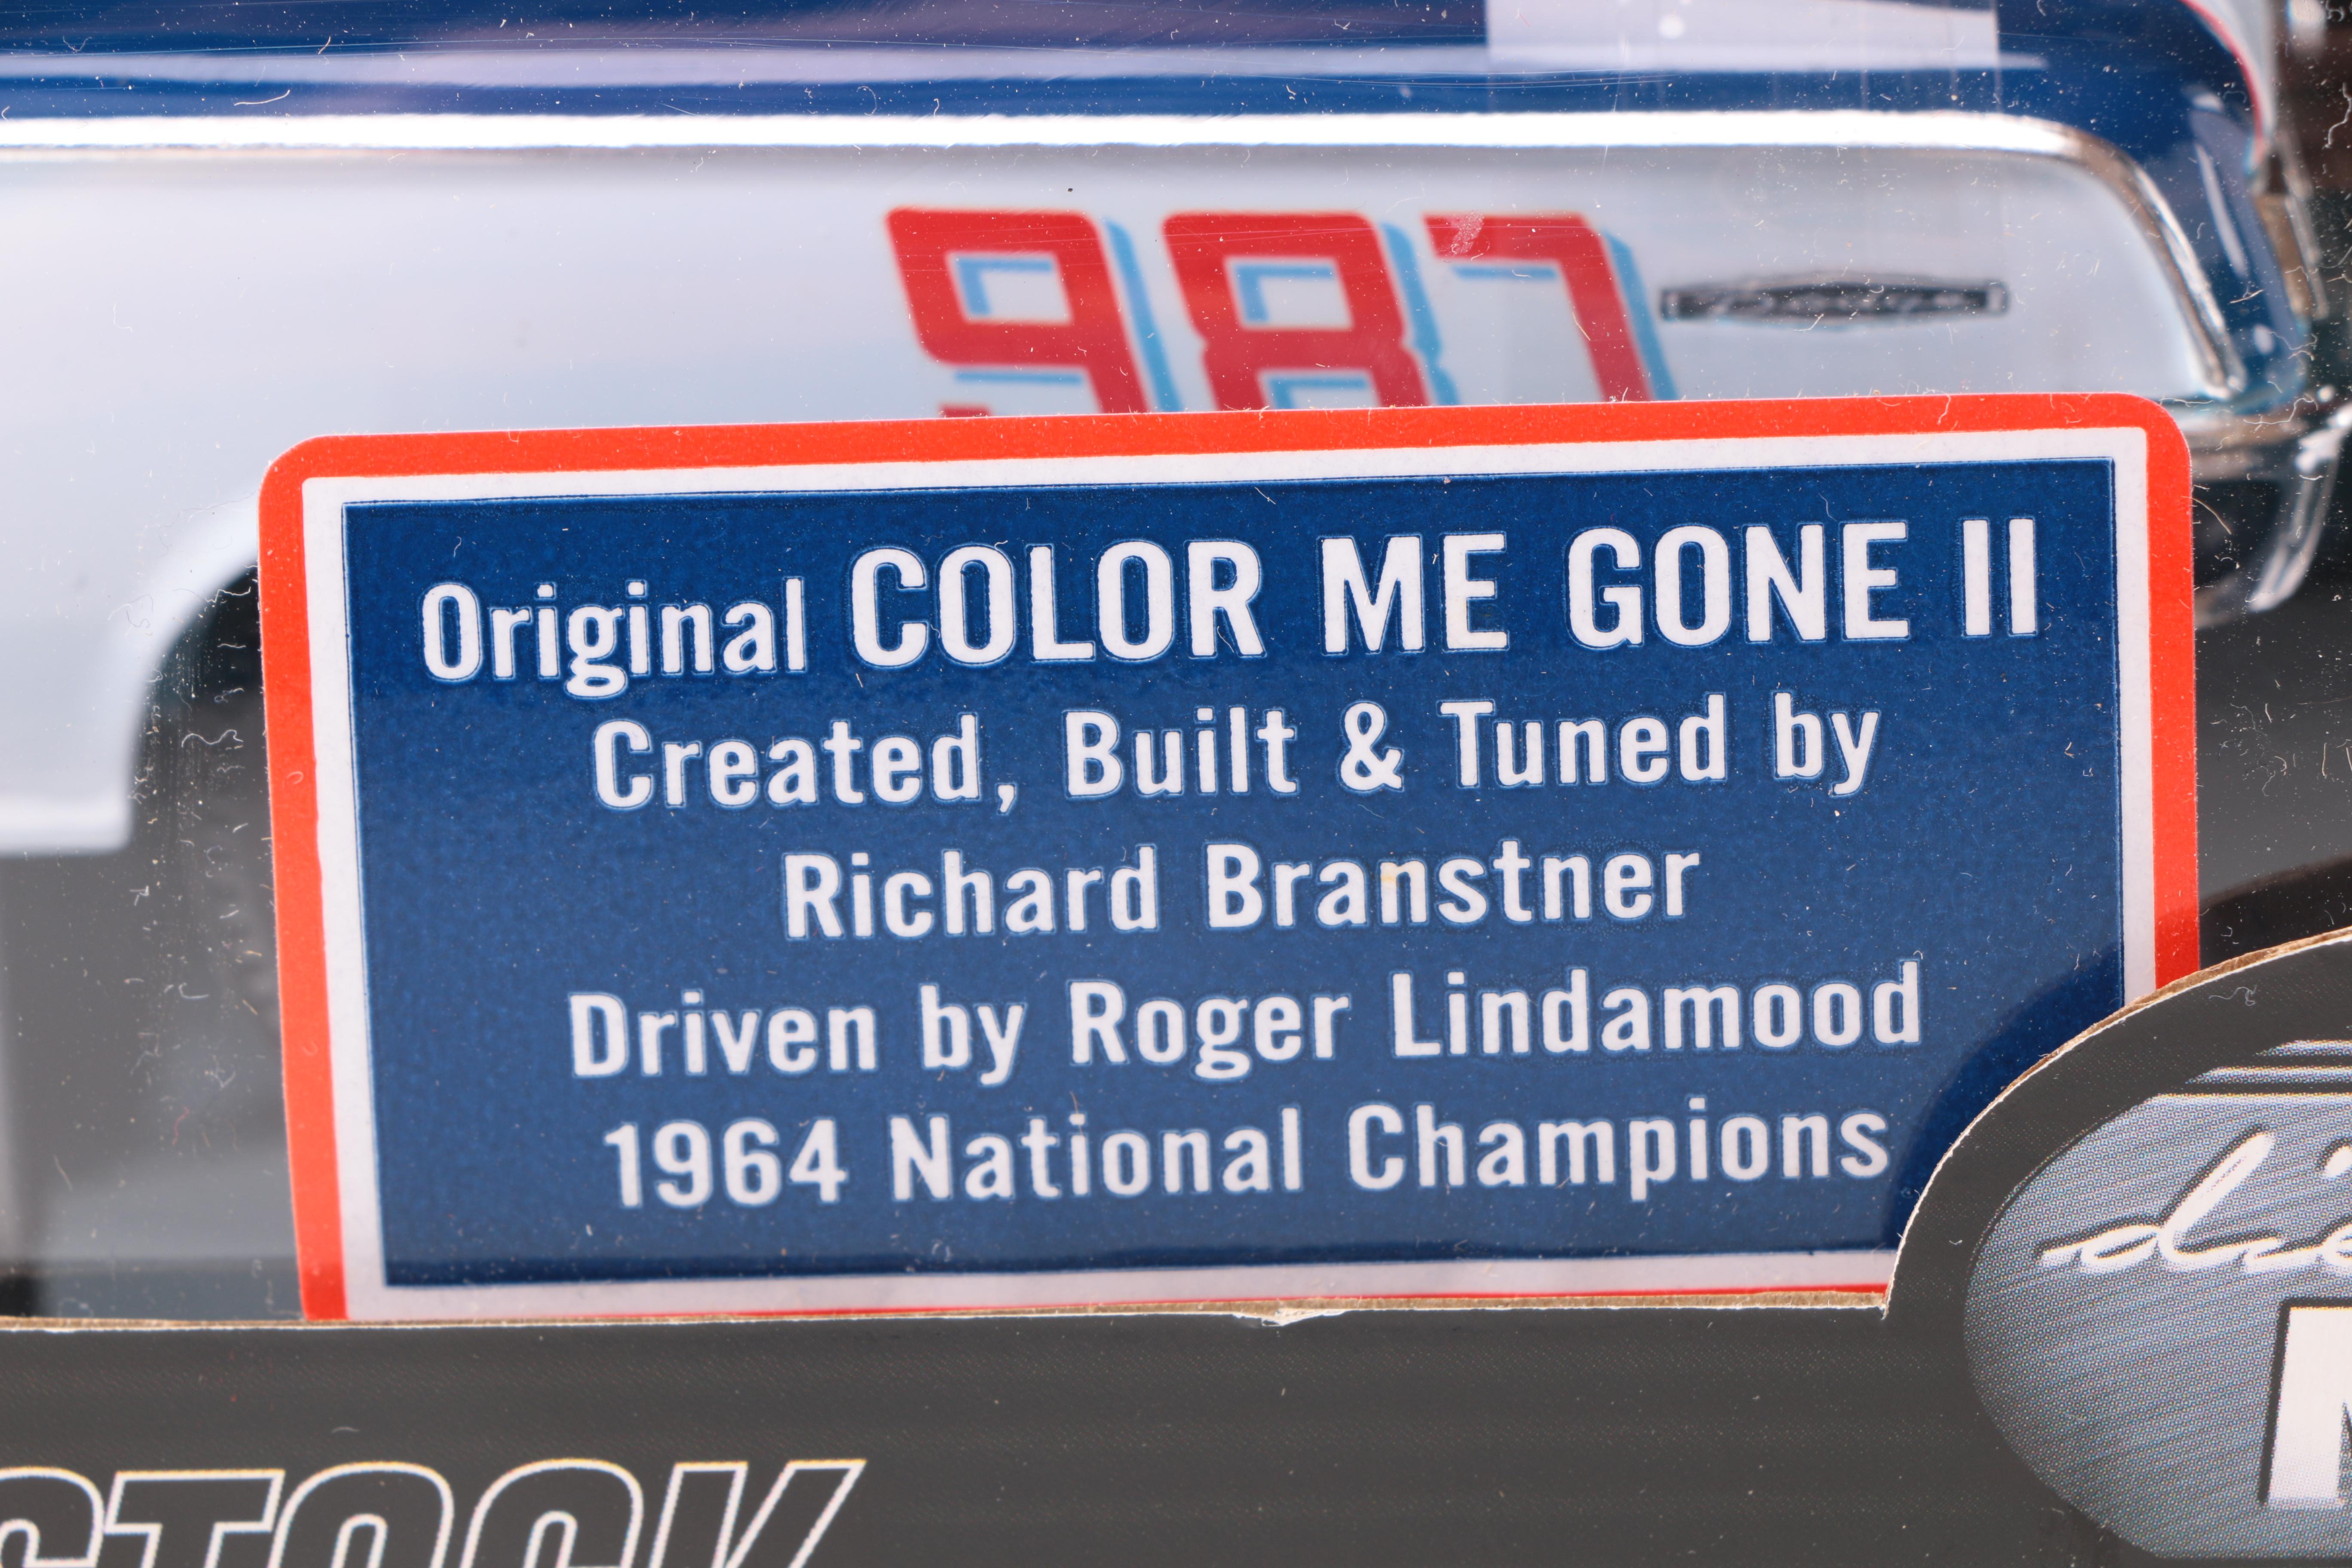 987
Original COLOR ME GONE II
Created, Built & Tuned by
Richard Branstner
Driven by Roger Lindamood
1964 National Champions
STOCK